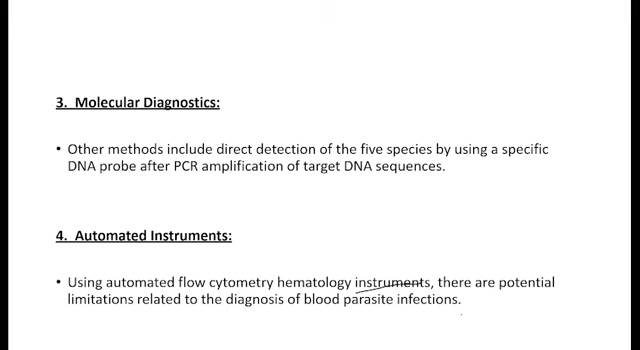 3. Molecular Diagnostics:
• Other methods include direct detection of the five species by using a specific
DNA probe after PCR amplification of target DNA sequences.
4. Automated Instruments:
• Using automated flow cytometry hematology instruments, there are potential
limitations related to the diagnosis of blood parasite infections.